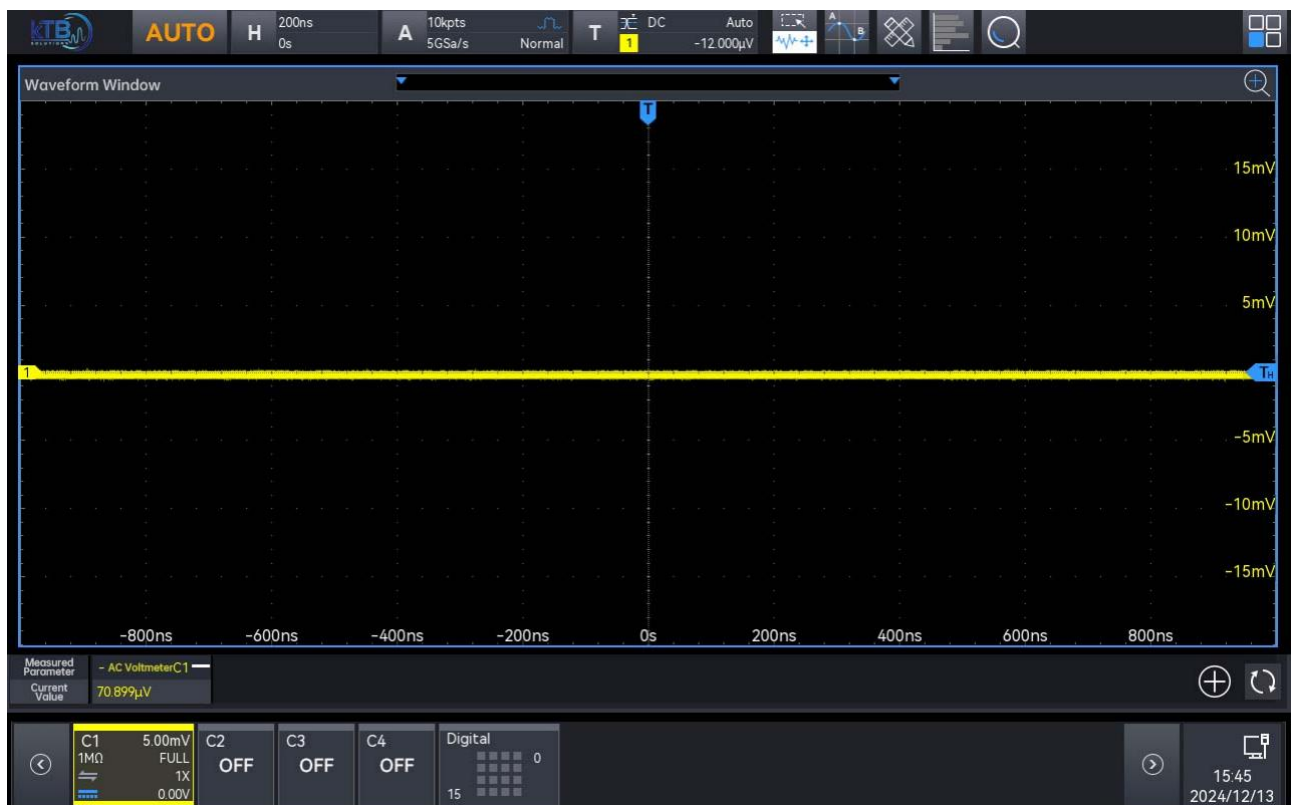 kTB
SOLUTIONS
AUTO
H
200ns
0s
A
10kpts
5GSa/s Normal
T
1
DC Auto
-12.000µV
A
B
Waveform Window
T
15mV
10mV
5mV
1
TH
-5mV
-10mV
-15mV
-800ns -600ns -400ns -200ns 0s 200ns 400ns 600ns 800ns
Measured
Parameter
- AC VoltmeterC1
Current
Value
70.899µV
C1 5.00mV
1MΩ FULL
1X
0.00V
C2
OFF
C3
OFF
C4
OFF
Digital
0
15
15:45
2024/12/13